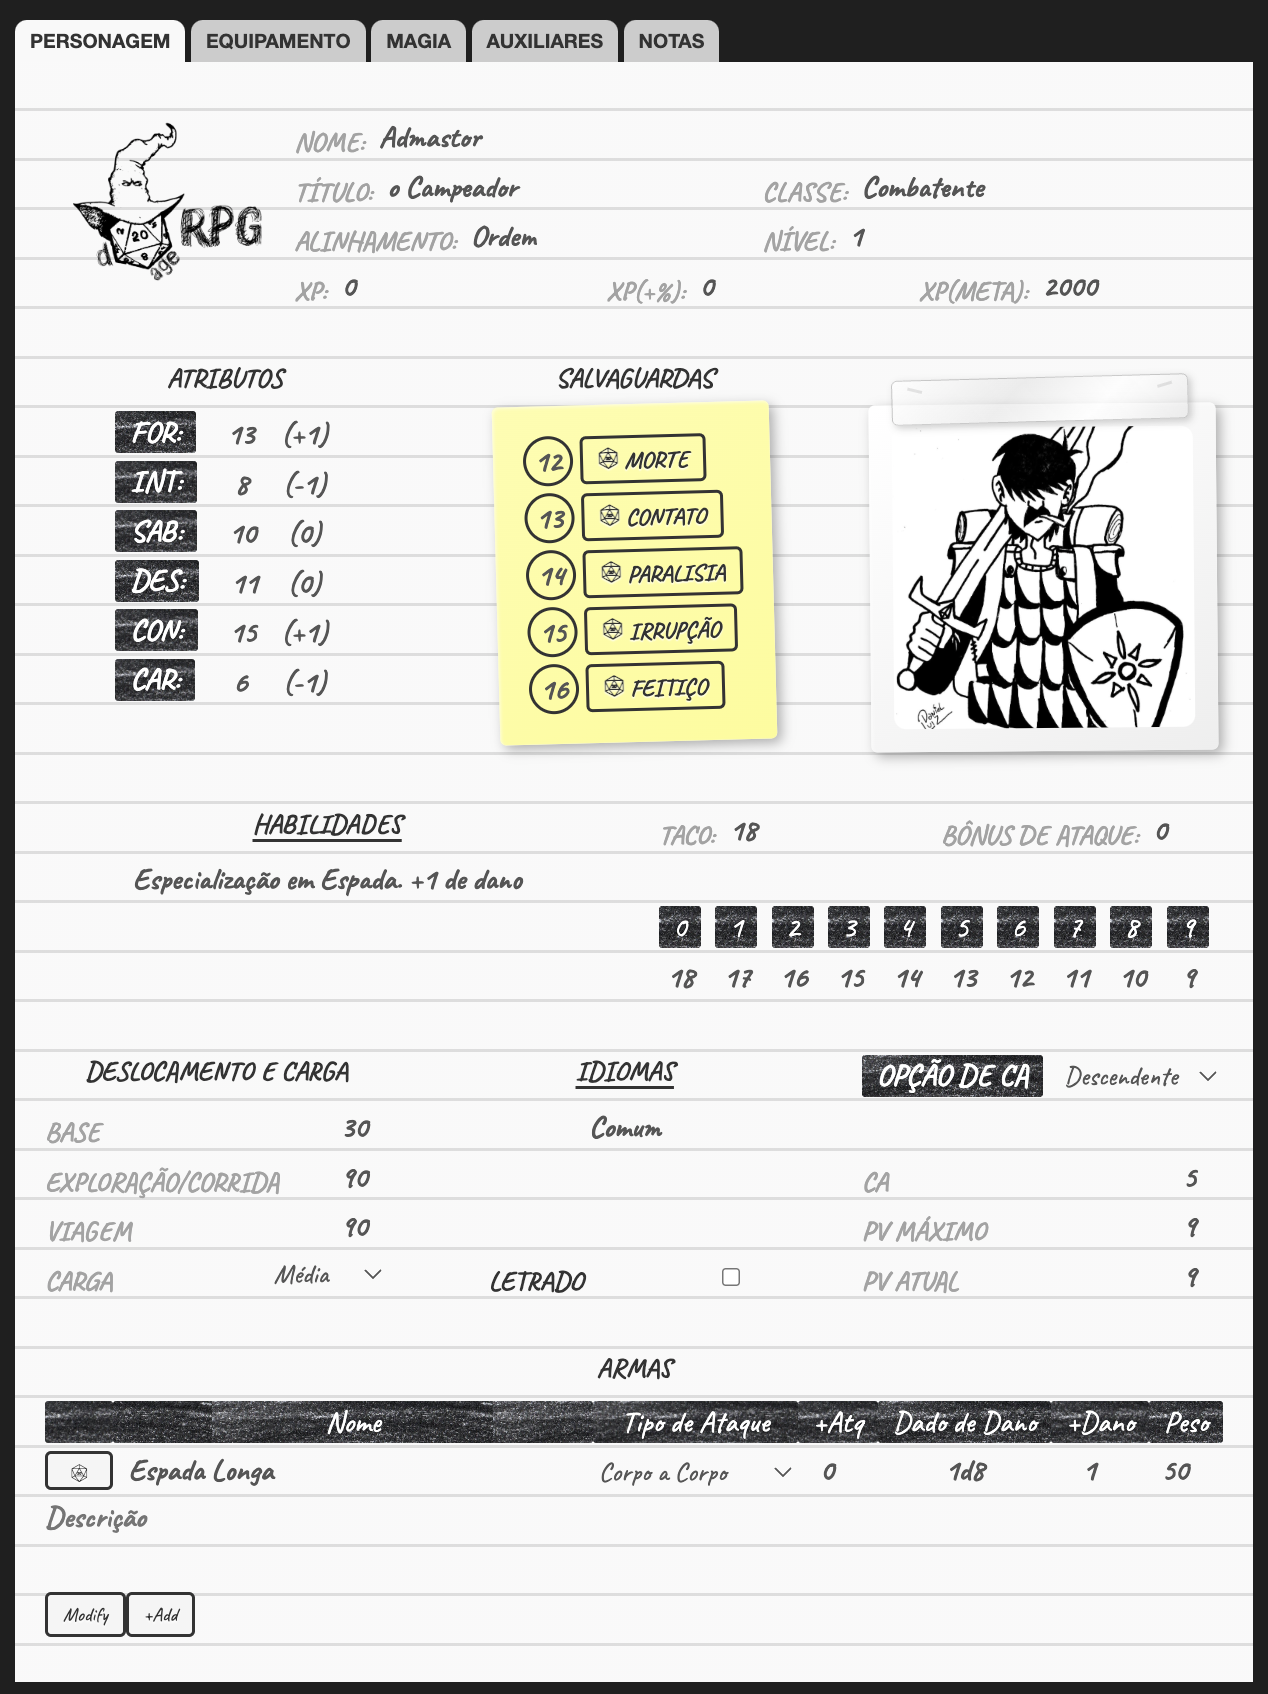 PERSONAGEM EQUIPAMENTO MAGIA AUXILIARES NOTAS
dragage RPG
NOME: Admastor
TÍTULO: o Campeador CLASSE: Combatente
ALINHAMENTO: Ordem NÍVEL: 1
XP: 0 XP(+%): 0 XP(META): 2000
ATRIBUTOS
FOR: 13 (+1)
INT: 8 (-1)
SAB: 10 (0)
DES: 11 (0)
CON: 15 (+1)
CAR: 6 (-1)
SALVAGUARDAS
12 MORTE
13 CONTATO
14 PARALISIA
15 IRRUPÇÃO
16 FEITIÇO
HABILIDADES
Especialização em Espada. +1 de dano
TACO: 18 BÔNUS DE ATAQUE: 0
0 1 2 3 4 5 6 7 8 9
18 17 16 15 14 13 12 11 10 9
DESLOCAMENTO E CARGA
BASE 30
EXPLORAÇÃO/CORRIDA 90
VIAGEM 90
CARGA Média
IDIOMAS
Comum
LETRADO
OPÇÃO DE CA Descendente
CA 5
PV MÁXIMO 9
PV ATUAL 9
ARMAS
Nome Tipo de Ataque +Atq Dado de Dano +Dano Peso
Espada Longa Corpo a Corpo 0 1d8 1 50
Descrição
Modify +Add